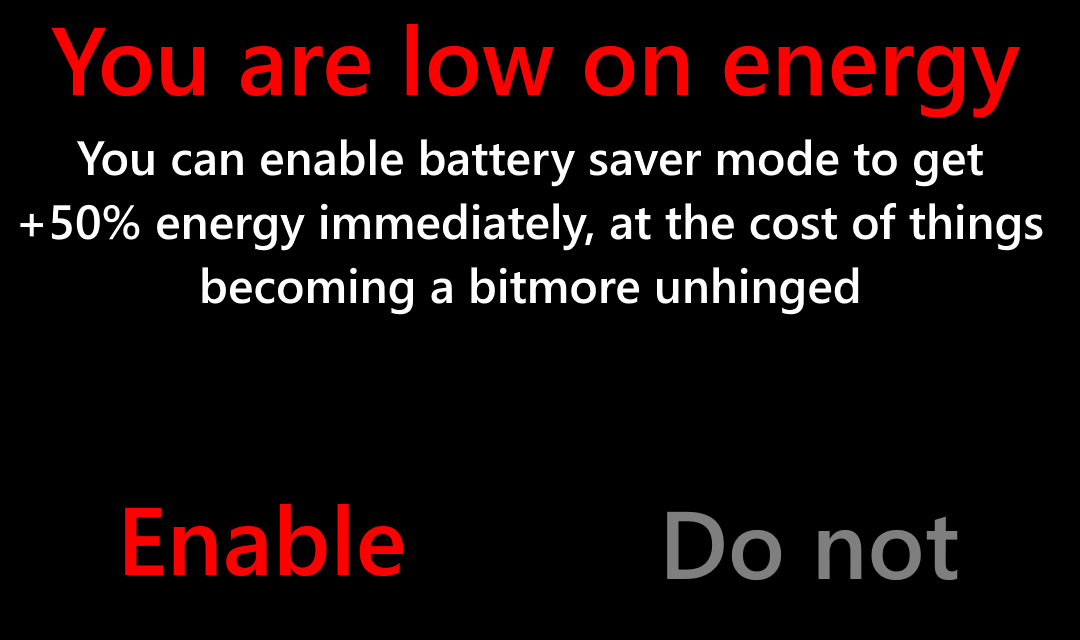 You are low on energy
You can enable battery saver mode to get
+50% energy immediately, at the cost of things
becoming a bitmore unhinged
Enable
Do not